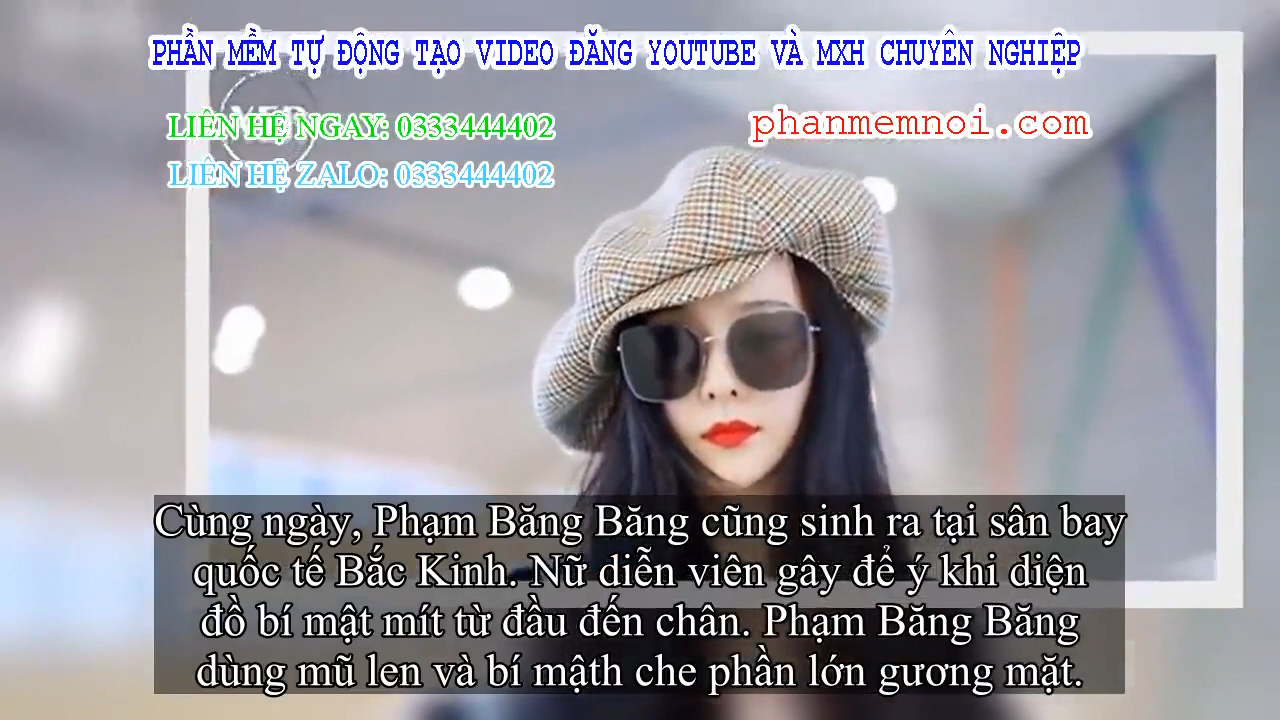 PHẦN MỀM TỰ ĐỘNG TẠO VIDEO ĐĂNG YOUTUBE VÀ MXH CHUYÊN NGHIỆP
LIÊN HỆ NGAY: 0333444402
phanmemnoi.com
LIÊN HỆ ZALO: 0333444402
Cùng ngày, Phạm Băng Băng cũng sinh ra tại sân bay
quốc tế Bắc Kinh. Nữ diễn viên gây để ý khi diện
đồ bí mật mít từ đầu đến chân. Phạm Băng Băng
dùng mũ len và bí mậth che phần lớn gương mặt.